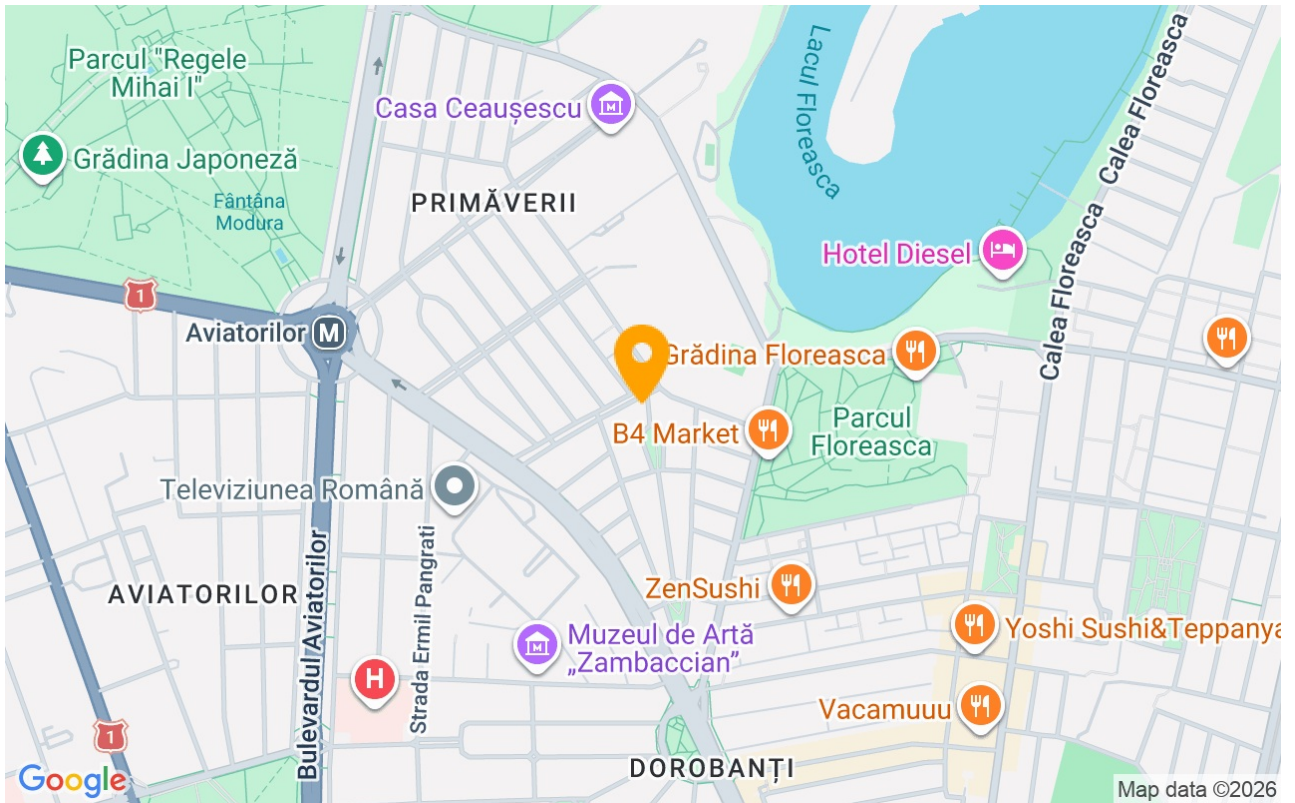 Parcul "Regele
Mihai I"
Grădina Japoneză
Fântâna
Modura
Casa Ceaușescu
PRIMĂVERII
Lacul Floreasca
Calea Floreasca
Calea Floreasca
Hotel Diesel
1
Aviatorilor
M
Grădina Floreasca
B4 Market
Parcul
Floreasca
Televiziunea Română
Strada Ermil Pangrati
Bulevardul Aviatorilor
AVIATORILOR
ZenSushi
Muzeul de Artă
„Zambaccian”
Yoshi Sushi&Teppanya
H
Vacamuuu
1
DOROBANȚI
Google
Map data ©2026